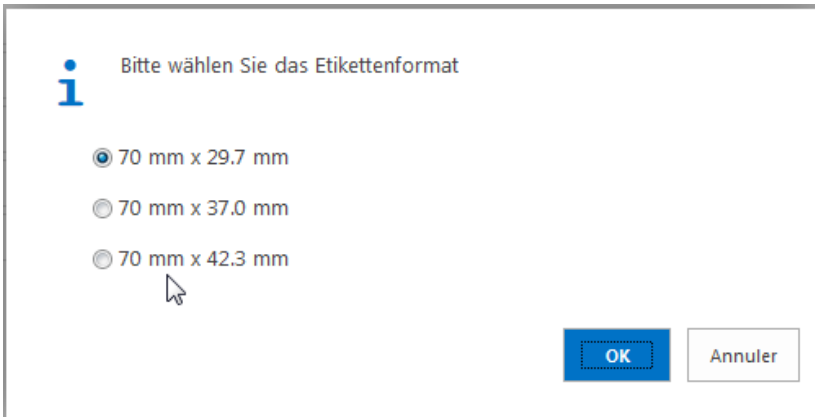 Bitte wählen Sie das Etikettenformat
70 mm x 29.7 mm
70 mm x 37.0 mm
70 mm x 42.3 mm
OK
Annuler